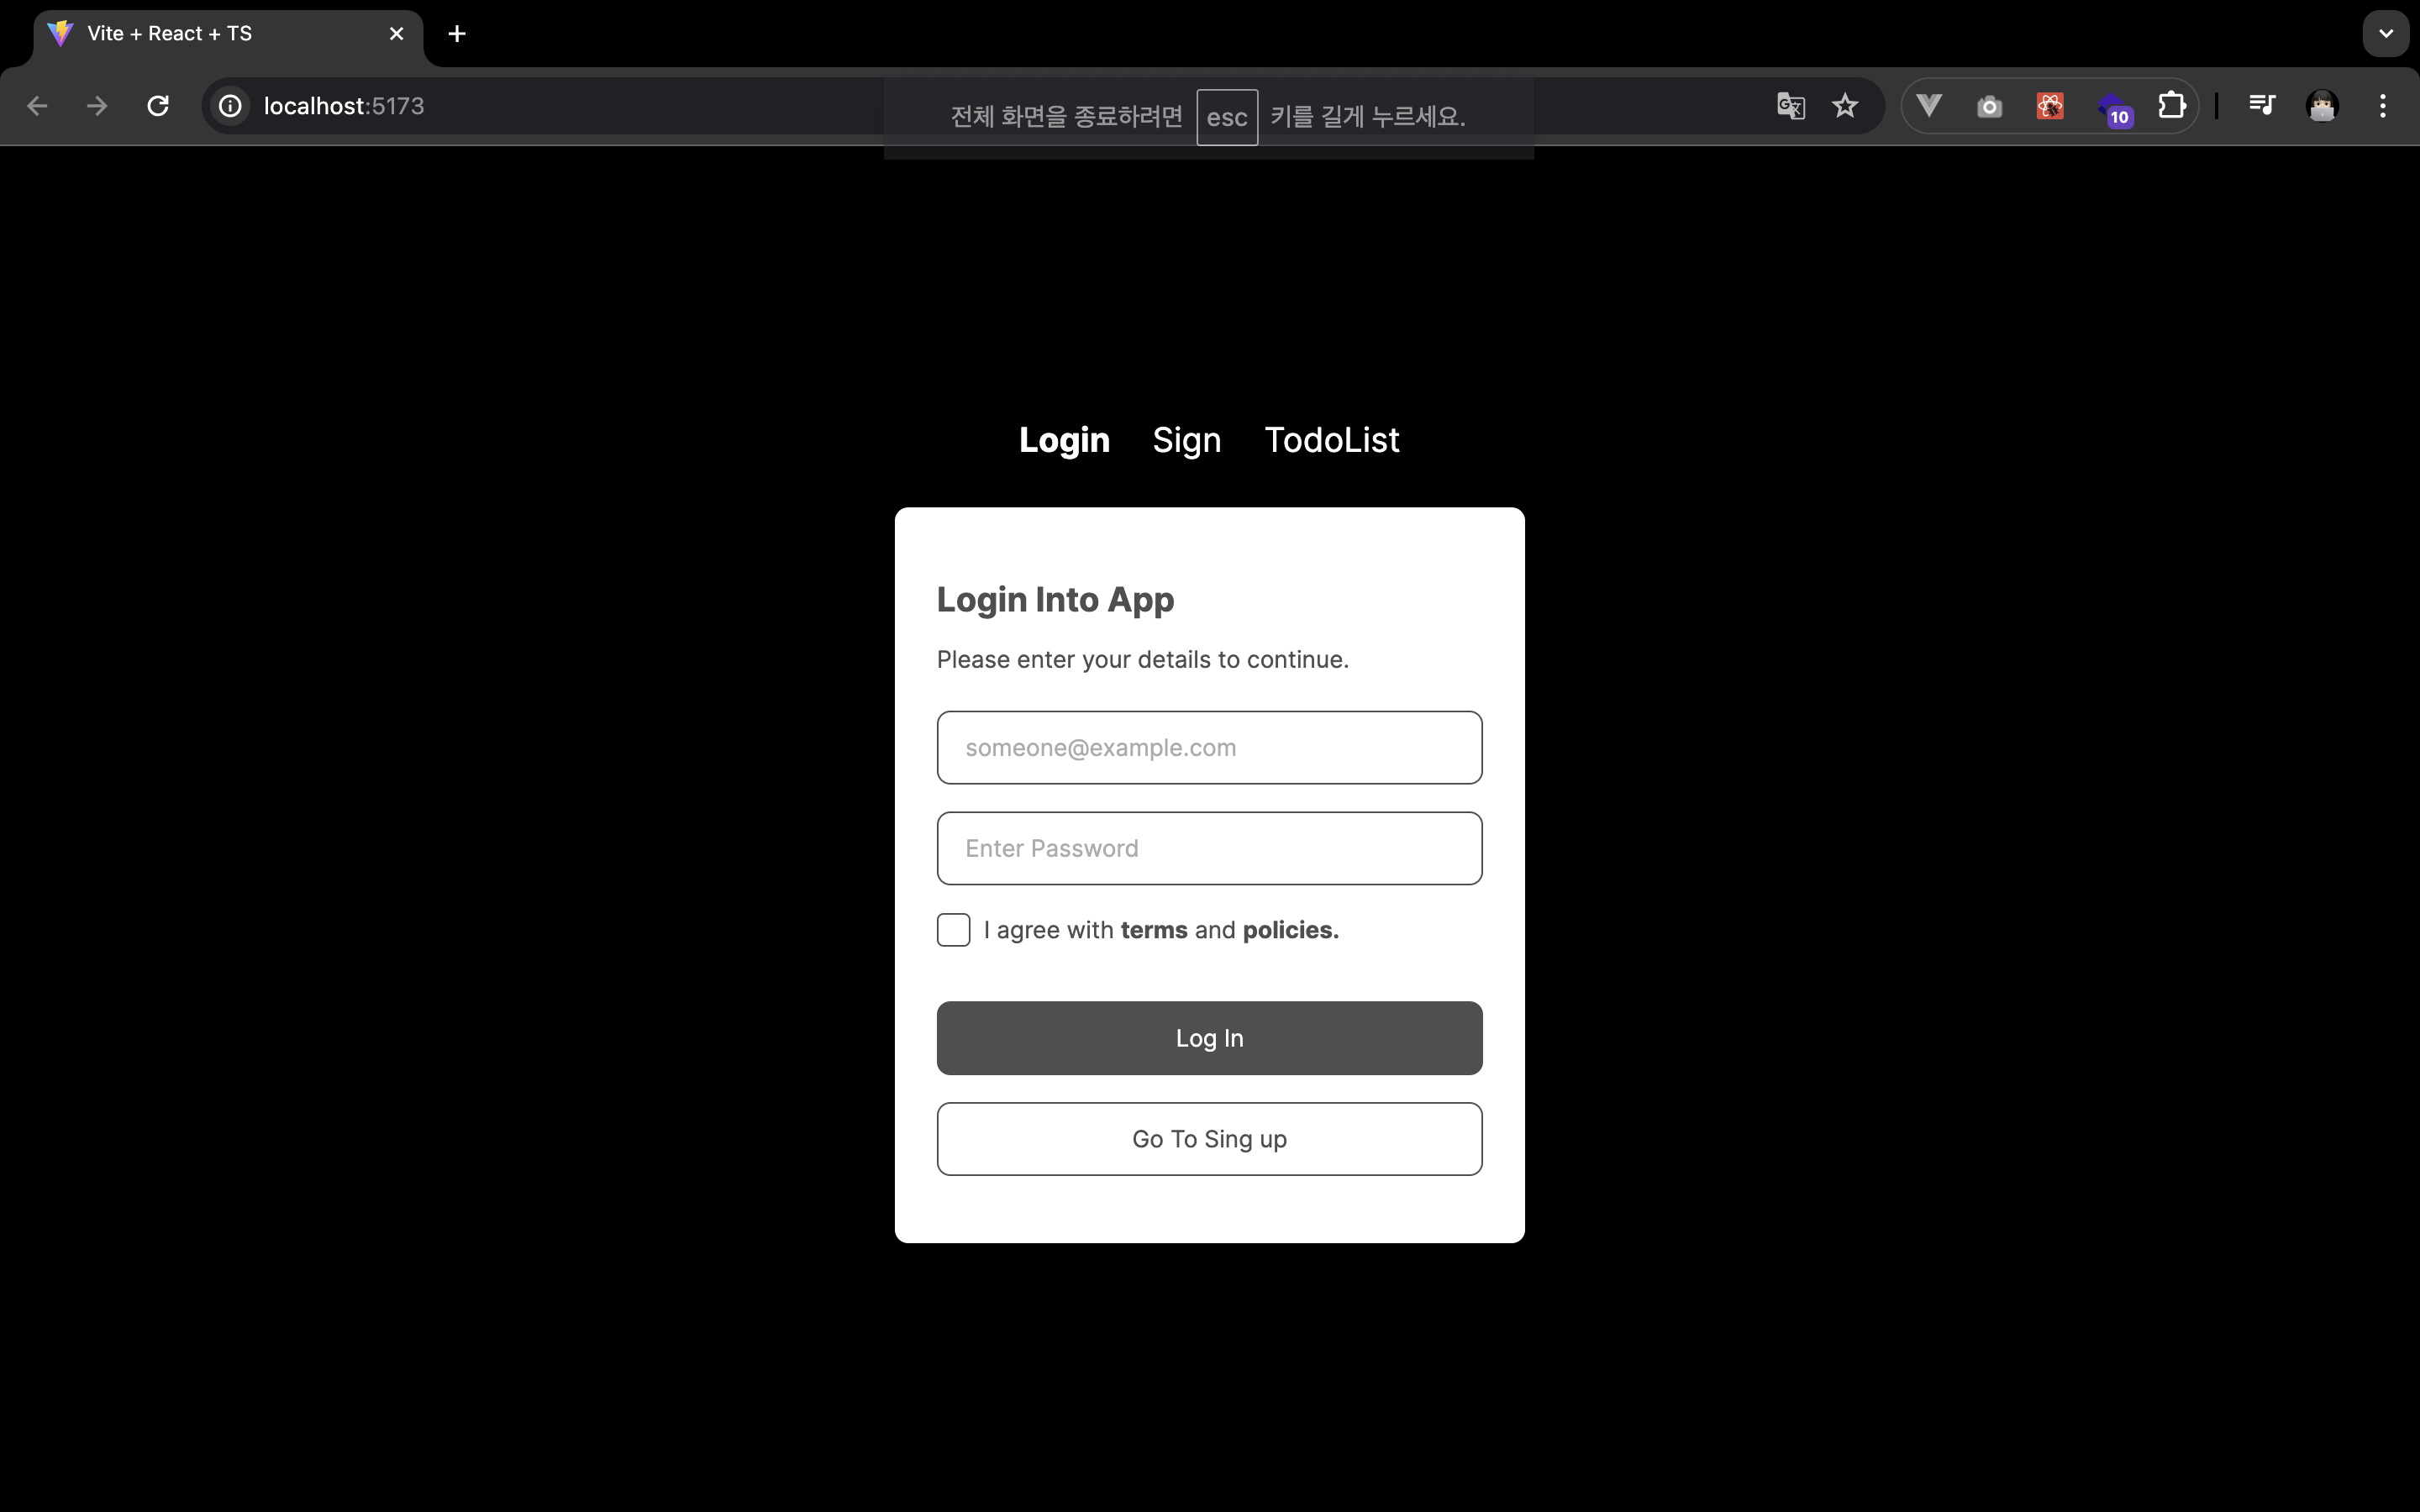 Vite + React + TS
localhost:5173
전체 화면을 종료하려면 esc 키를 길게 누르세요.
10
Login Sign TodoList
Login Into App
Please enter your details to continue.
someone@example.com
Enter Password
I agree with terms and policies.
Log In
Go To Sing up